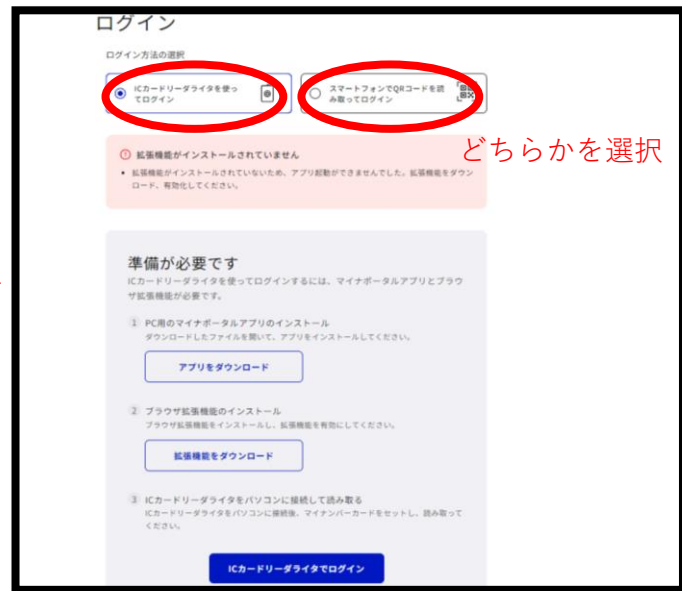 ログイン
ログイン方法の選択
ICカードリーダライタを使っ
てログイン
スマートフォンでQRコードを読
み取ってログイン
どちらかを選択
拡張機能がインストールされていません
• 拡張機能がインストールされていないため、アプリ起動ができませんでした。拡張機能をダウン
ロード、有効化してください。
準備が必要です
ICカードリーダライタを使ってログインするには、マイナポータルアプリとブラウ
ザ拡張機能が必要です。
1 PC用のマイナポータルアプリのインストール
ダウンロードしたファイルを開いて、アプリをインストールしてください。
アプリをダウンロード
2 ブラウザ拡張機能のインストール
ブラウザ拡張機能をインストールし、拡張機能を有効にしてください。
拡張機能をダウンロード
3 ICカードリーダライタをパソコンに接続して読み取る
ICカードリーダライタをパソコンに接続後、マイナンバーカードをセットし、読み取って
ください。
ICカードリーダライタでログイン